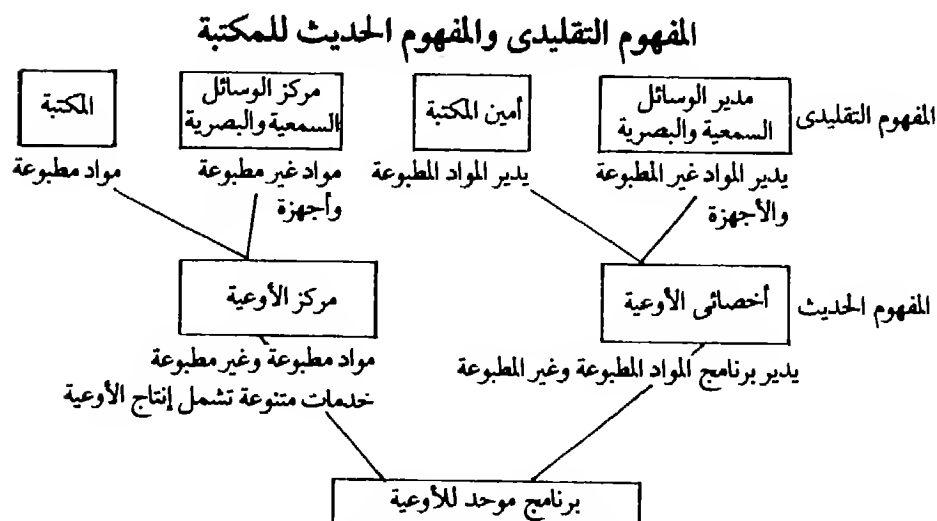 المفهوم التقليدى والمفهوم الحديث للمكتبة
المفهوم التقليدى
مدير الوسائل
السمعية والبصرية
أمين المكتبة
مركز الوسائل
السمعية والبصرية
المكتبة
يدير المواد غير المطبوعة
والأجهزة
يدير المواد المطبوعة
مواد غير مطبوعة
وأجهزة
مواد مطبوعة
المفهوم الحديث
أخصائى الأوعية
مركز الأوعية
يدير برنامج المواد المطبوعة وغير المطبوعة
مواد مطبوعة وغير مطبوعة
خدمات متنوعة تشمل إنتاج الأوعية
برنامج موحد للأوعية